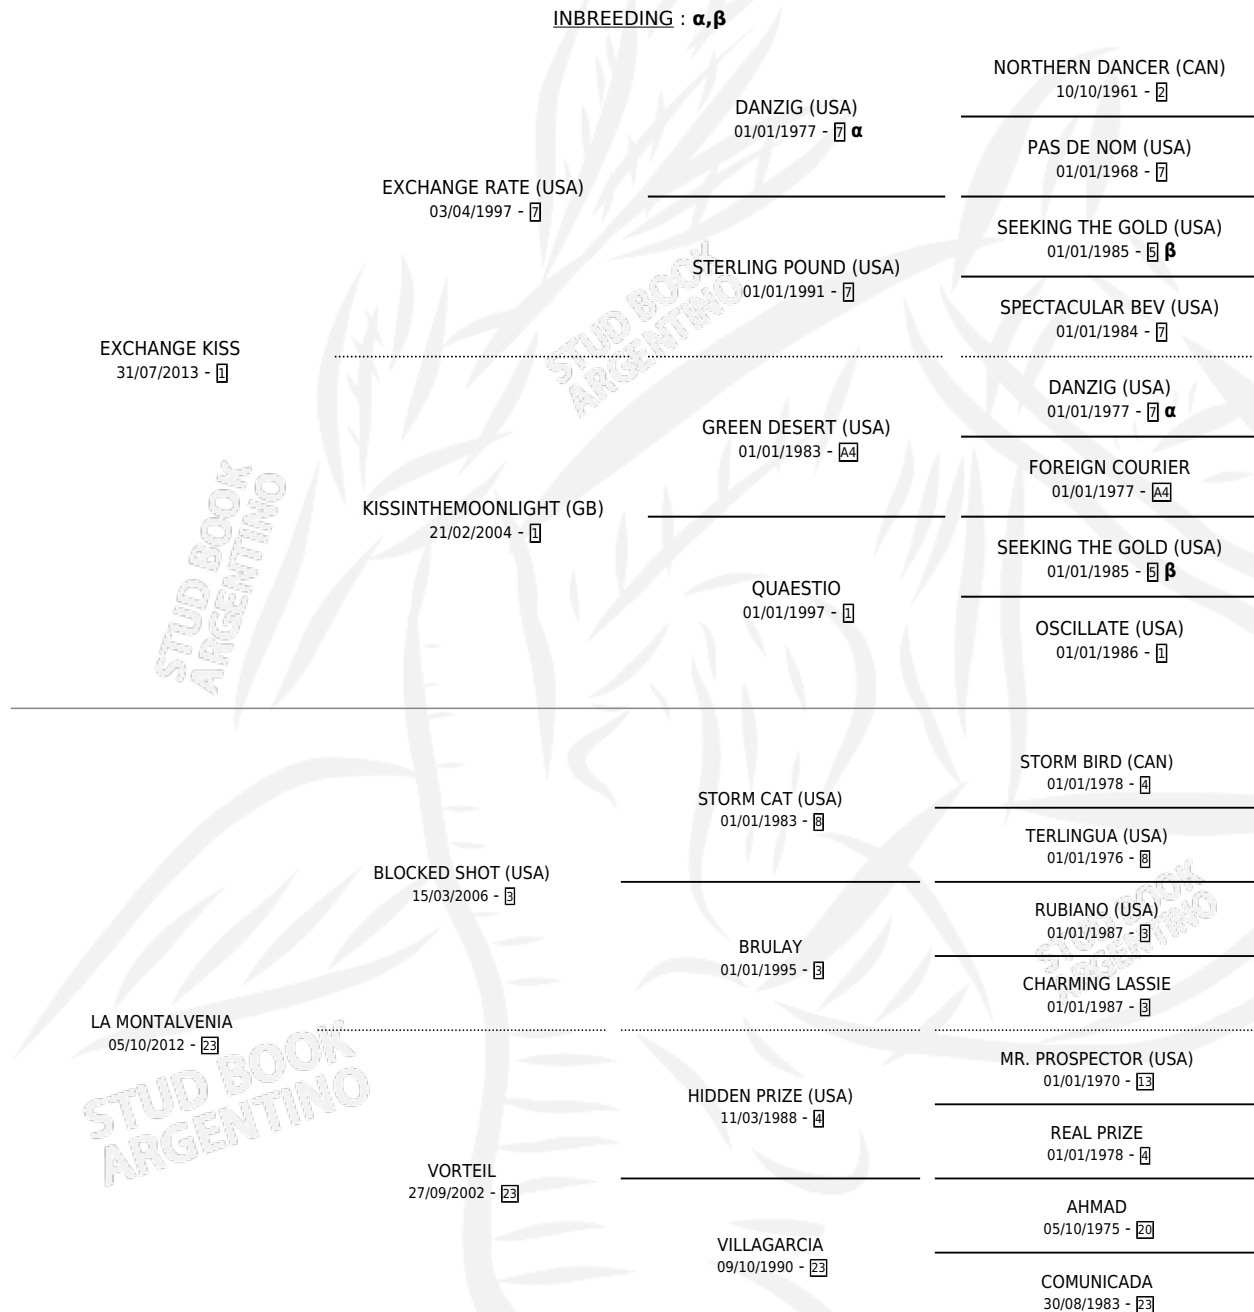 INBREEDING : α,β
NORTHERN DANCER (CAN)
10/10/1961 - 2
DANZIG (USA)
01/01/1977 - 7 α
PAS DE NOM (USA)
01/01/1968 - 7
EXCHANGE RATE (USA)
03/04/1997 - 7
SEEKING THE GOLD (USA)
01/01/1985 - 5 β
STERLING POUND (USA)
01/01/1991 - 7
SPECTACULAR BEV (USA)
01/01/1984 - 7
EXCHANGE KISS
31/07/2013 - 1
DANZIG (USA)
01/01/1977 - 7 α
GREEN DESERT (USA)
01/01/1983 - A4
FOREIGN COURIER
01/01/1977 - A4
KISSINTHEMOONLIGHT (GB)
21/02/2004 - 1
SEEKING THE GOLD (USA)
01/01/1985 - 5 β
QUAESTIO
01/01/1997 - 1
OSCILLATE (USA)
01/01/1986 - 1
STORM BIRD (CAN)
01/01/1978 - 4
STORM CAT (USA)
01/01/1983 - 8
TERLINGUA (USA)
01/01/1976 - 8
BLOCKED SHOT (USA)
15/03/2006 - 3
RUBIANO (USA)
01/01/1987 - 3
BRULAY
01/01/1995 - 3
CHARMING LASSIE
01/01/1987 - 3
LA MONTALVENIA
05/10/2012 - 23
MR. PROSPECTOR (USA)
01/01/1970 - 13
HIDDEN PRIZE (USA)
11/03/1988 - 4
REAL PRIZE
01/01/1978 - 4
VORTEIL
27/09/2002 - 23
AHMAD
05/10/1975 - 20
VILLAGARCIA
09/10/1990 - 23
COMUNICADA
30/08/1983 - 23
STUD BOOK
ARGENTINO
STUD BOOK
ARGENTINO
STUD BOOK
ARGENTINO
STUD BOOK
ARGENTINO